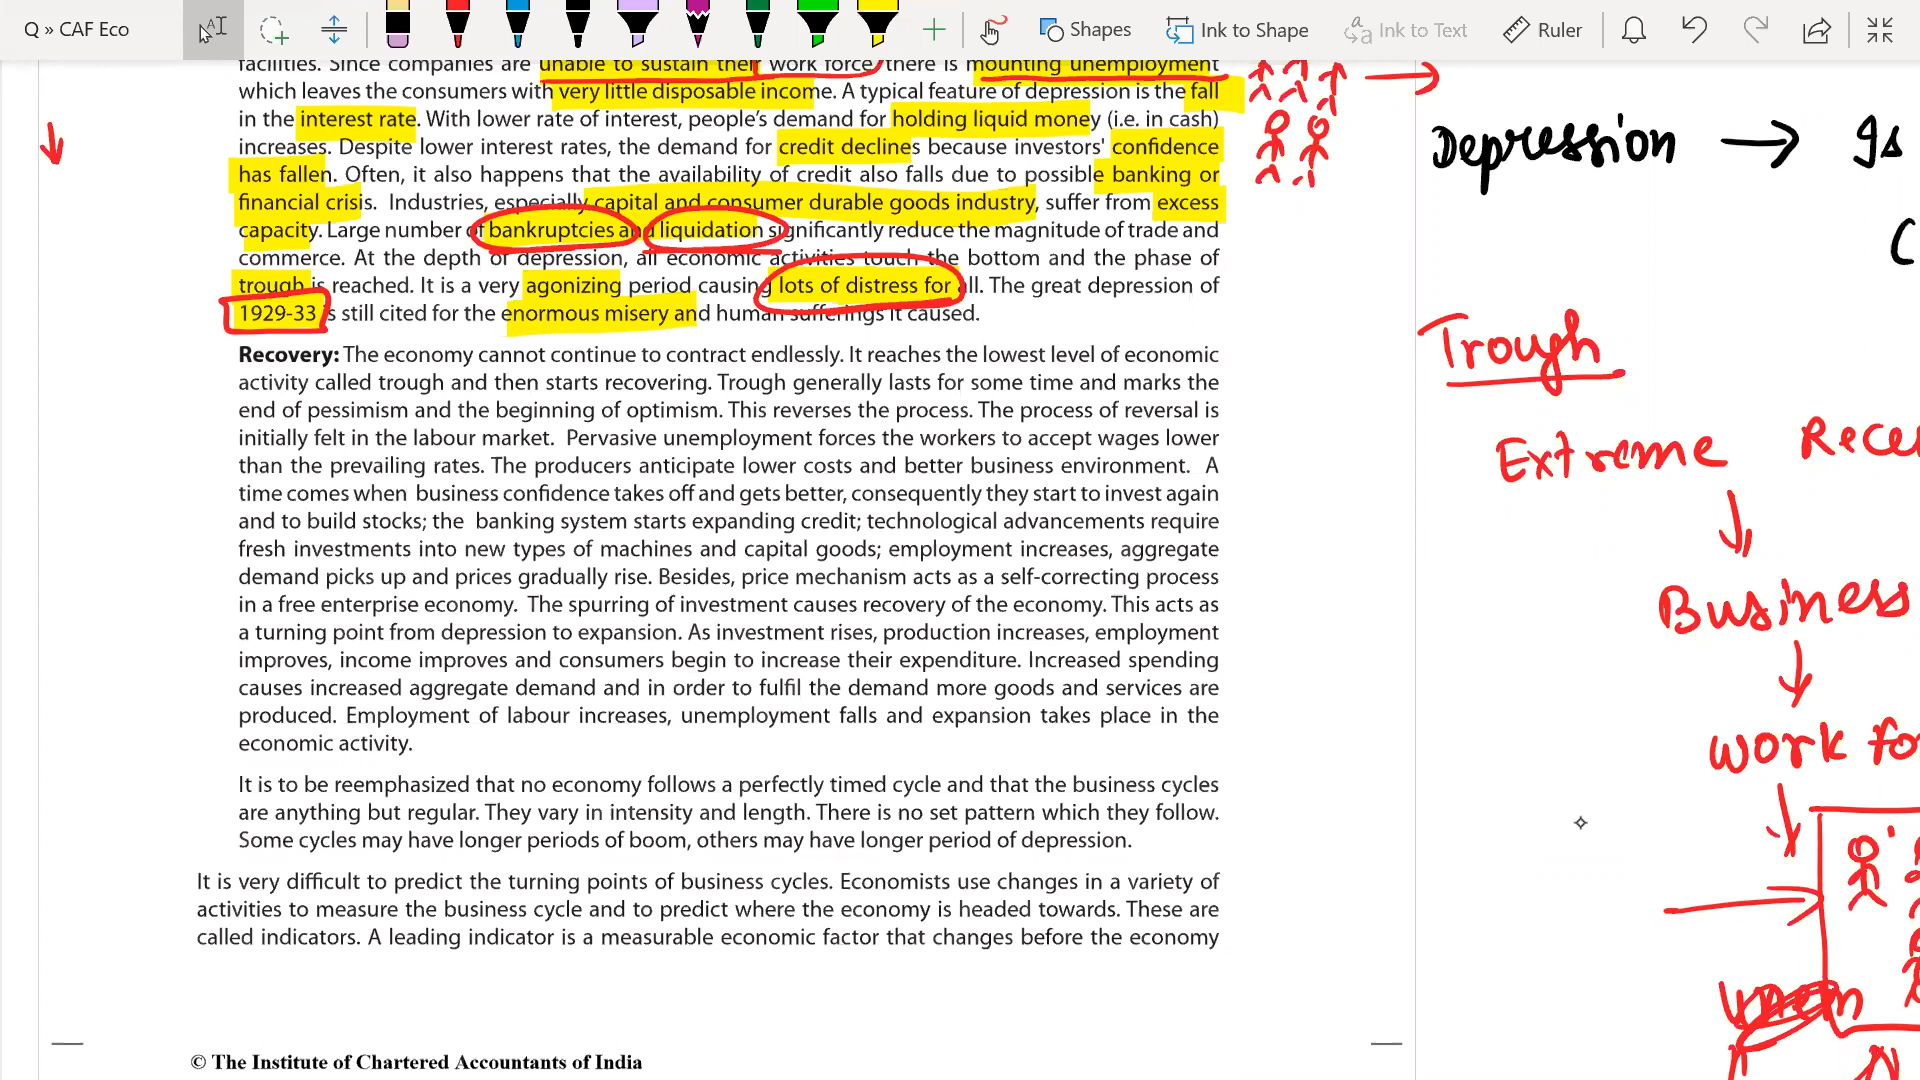 Q » CAF Eco
Shapes
Ink to Shape
Ink to Text
Ruler
facilities. Since companies are unable to sustain their work force, there is mounting unemployment
which leaves the consumers with very little disposable income. A typical feature of depression is the fall
in the interest rate. With lower rate of interest, people's demand for holding liquid money (i.e. in cash)
increases. Despite lower interest rates, the demand for credit declines because investors' confidence
has fallen. Often, it also happens that the availability of credit also falls due to possible banking or
financial crisis. Industries, especially capital and consumer durable goods industry, suffer from excess
capacity. Large number of bankruptcies and liquidation significantly reduce the magnitude of trade and
commerce. At the depth of depression, all economic activities touch the bottom and the phase of
trough is reached. It is a very agonizing period causing lots of distress for all. The great depression of
1929-33 is still cited for the enormous misery and human sufferings it caused.
Recovery: The economy cannot continue to contract endlessly. It reaches the lowest level of economic
activity called trough and then starts recovering. Trough generally lasts for some time and marks the
end of pessimism and the beginning of optimism. This reverses the process. The process of reversal is
initially felt in the labour market. Pervasive unemployment forces the workers to accept wages lower
than the prevailing rates. The producers anticipate lower costs and better business environment. A
time comes when business confidence takes off and gets better, consequently they start to invest again
and to build stocks; the banking system starts expanding credit; technological advancements require
fresh investments into new types of machines and capital goods; employment increases, aggregate
demand picks up and prices gradually rise. Besides, price mechanism acts as a self-correcting process
in a free enterprise economy. The spurring of investment causes recovery of the economy. This acts as
a turning point from depression to expansion. As investment rises, production increases, employment
improves, income improves and consumers begin to increase their expenditure. Increased spending
causes increased aggregate demand and in order to fulfil the demand more goods and services are
produced. Employment of labour increases, unemployment falls and expansion takes place in the
economic activity.
It is to be reemphasized that no economy follows a perfectly timed cycle and that the business cycles
are anything but regular. They vary in intensity and length. There is no set pattern which they follow.
Some cycles may have longer periods of boom, others may have longer period of depression.
It is very difficult to predict the turning points of business cycles. Economists use changes in a variety of
activities to measure the business cycle and to predict where the economy is headed towards. These are
called indicators. A leading indicator is a measurable economic factor that changes before the economy
© The Institute of Chartered Accountants of India
Depression → Is
Trough
Extreme Rece
Business
work fo